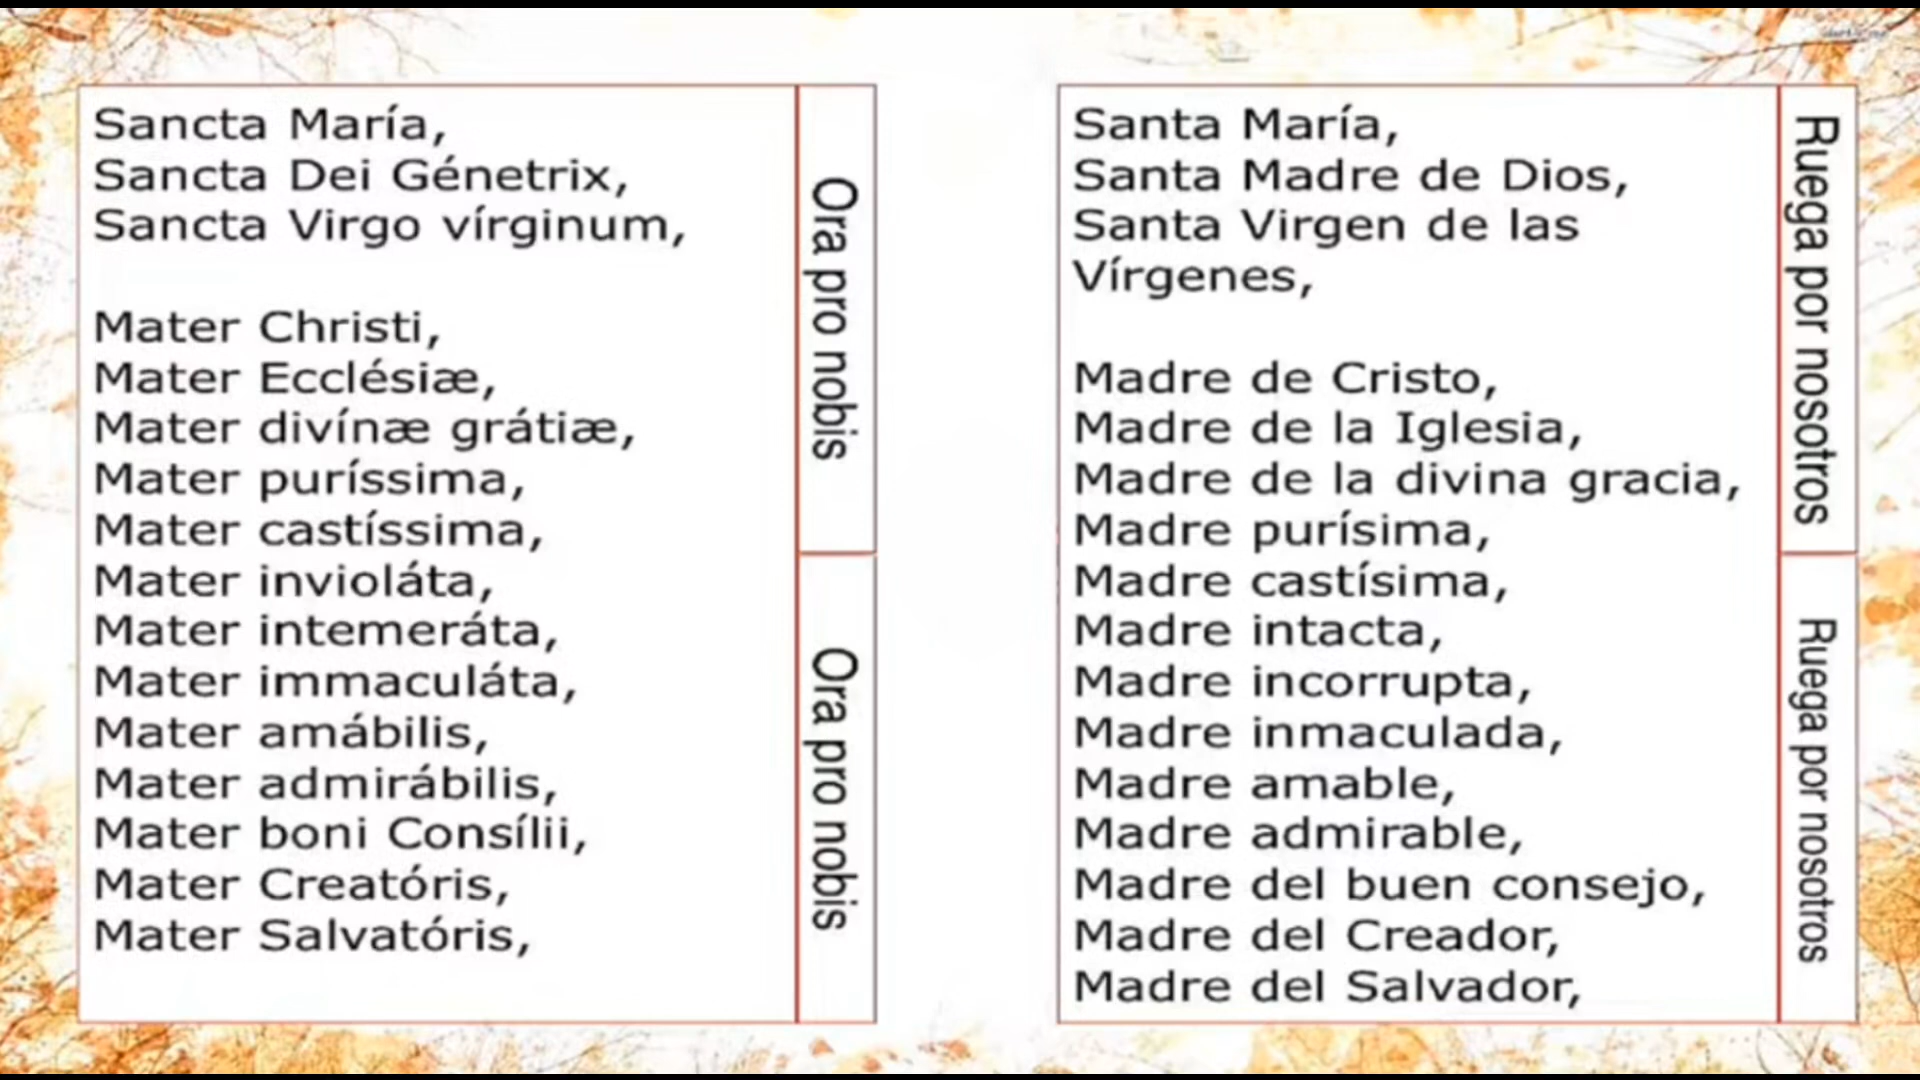 Sancta María,
Sancta Dei Génetrix,
Sancta Virgo vírginum,
Mater Christi,
Mater Ecclésiæ,
Mater divínæ grátiæ,
Mater puríssima,
Mater castíssima,
Mater invioláta,
Mater intemeráta,
Mater immaculáta,
Mater amábilis,
Mater admirábilis,
Mater boni Consílii,
Mater Creatóris,
Mater Salvatóris,
Ora pro nobis
Ora pro nobis
Santa María,
Santa Madre de Dios,
Santa Virgen de las
Vírgenes,
Madre de Cristo,
Madre de la Iglesia,
Madre de la divina gracia,
Madre purísima,
Madre castísima,
Madre intacta,
Madre incorrupta,
Madre inmaculada,
Madre amable,
Madre admirable,
Madre del buen consejo,
Madre del Creador,
Madre del Salvador,
Ruega por nosotros
Ruega por nosotros